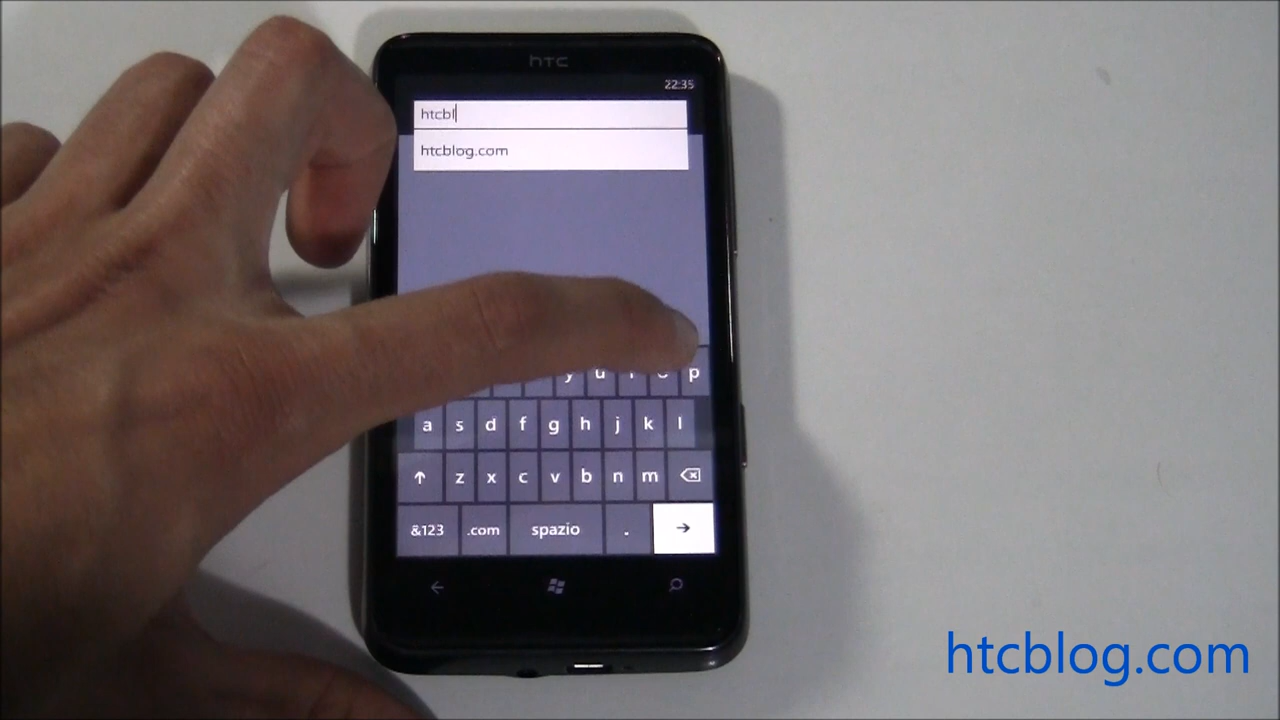 hTC
22:35
htcbl
htcblog.com
y u p
a s d f g h j k l
↑ z x c v b n m
&123 .com spazio . →
htcblog.com